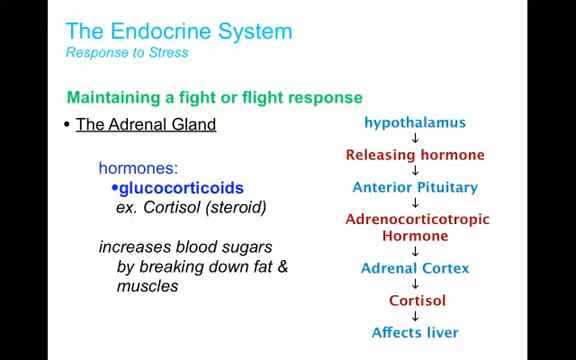 The Endocrine System
Response to Stress
Maintaining a fight or flight response
• The Adrenal Gland
hormones:
•glucocorticoids
ex. Cortisol (steroid)
increases blood sugars
by breaking down fat &
muscles
hypothalamus
↓
Releasing hormone
↓
Anterior Pituitary
↓
Adrenocorticotropic
Hormone
↓
Adrenal Cortex
↓
Cortisol
↓
Affects liver